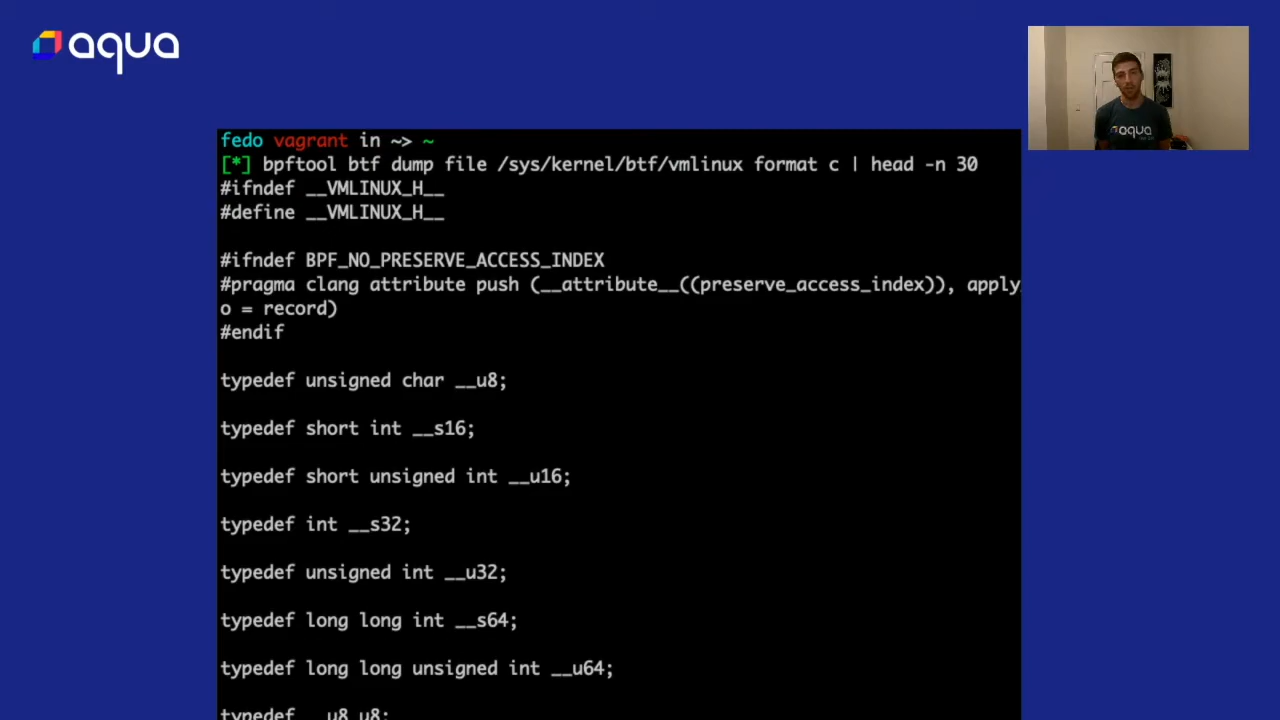 aqua
aqua
fedo vagrant in ~> ~
[*] bpftool btf dump file /sys/kernel/btf/vmlinux format c | head -n 30
#ifndef __VMLINUX_H__
#define __VMLINUX_H__
#ifndef BPF_NO_PRESERVE_ACCESS_INDEX
#pragma clang attribute push (__attribute__((preserve_access_index)), apply
o = record)
#endif
typedef unsigned char __u8;
typedef short int __s16;
typedef short unsigned int __u16;
typedef int __s32;
typedef unsigned int __u32;
typedef long long int __s64;
typedef long long unsigned int __u64;
typedef __u8 u8;